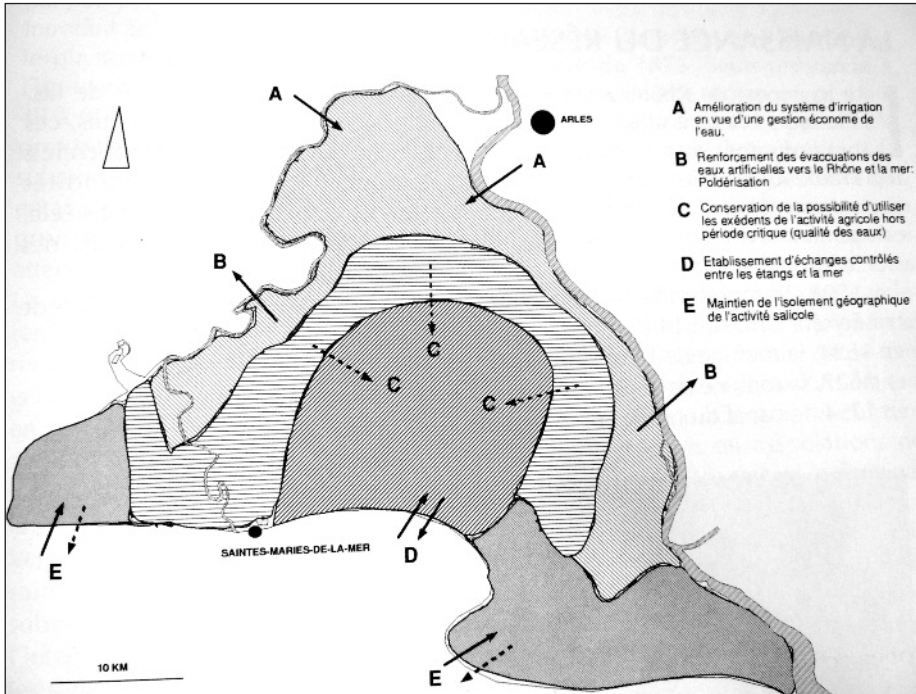 A
ARLES
A
B
C
C
C
B
E
SAINTES-MARIES-DE-LA-MER
D
E
10 KM
A Amélioration du système d'irrigation
en vue d'une gestion économe de
l'eau.
B Renforcement des évaccuations des
eaux artificielles vers le Rhône et la mer:
Poldérisation
C Conservation de la possibilité d'utiliser
les exédents de l'activité agricole hors
période critique (qualité des eaux)
D Etablissement d'échanges contrôlés
entre les étangs et la mer
E Maintien de l'isolement géographique
de l'activité salicole